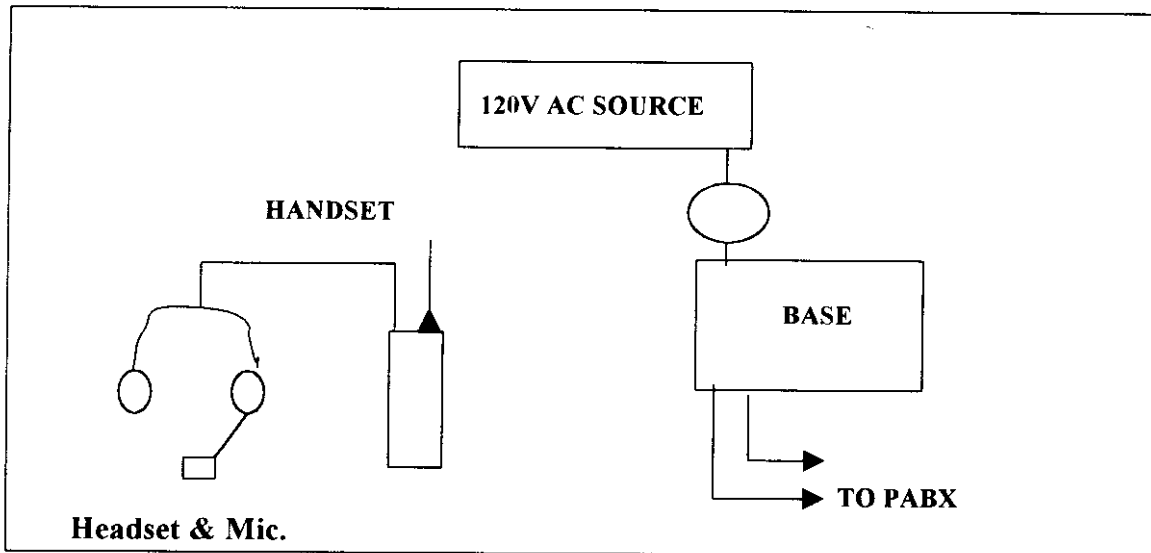 120V AC SOURCE
HANDSET
BASE
TO PABX
Headset & Mic.